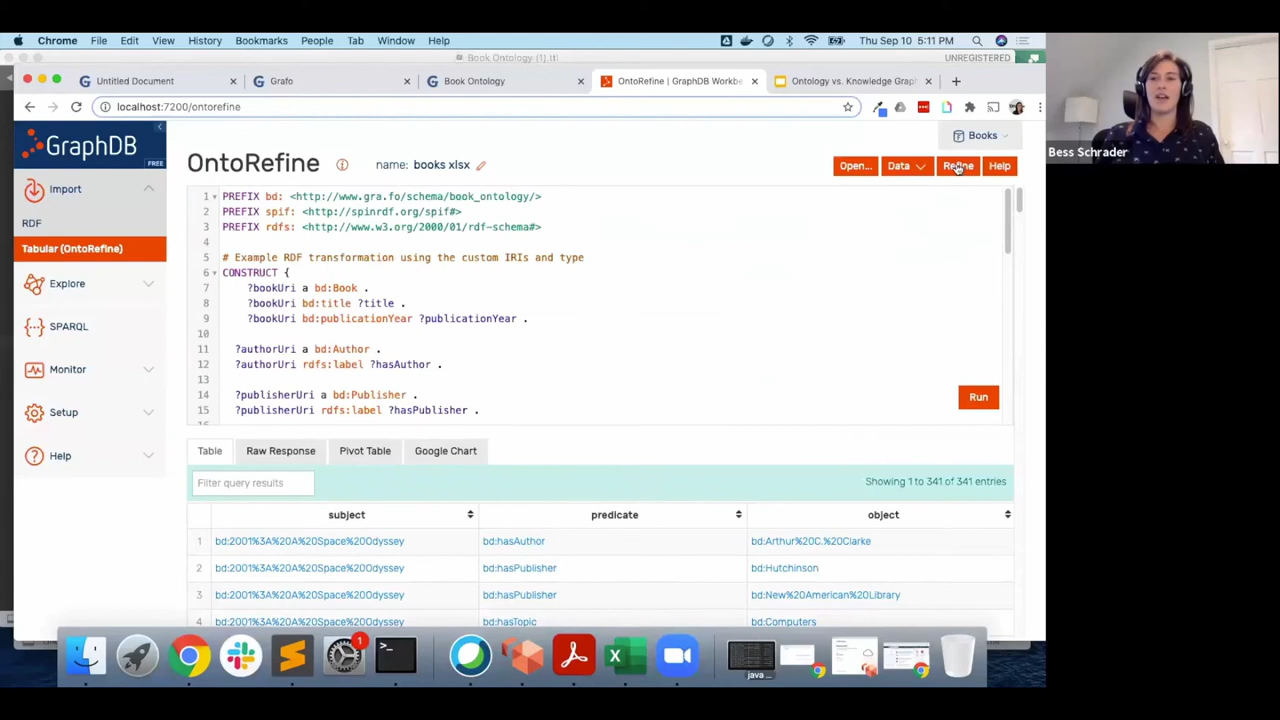 Chrome File Edit View History Bookmarks People Tab Window Help Thu Sep 10 5:11 PM
Book Ontology (1).ttl UNREGISTERED
Untitled Document Grafo Book Ontology OntoRefine | GraphDB Workbe Ontology vs. Knowledge Graph
localhost:7200/ontorefine
GraphDB
FREE
Books
Import
RDF
Tabular (OntoRefine)
Explore
SPARQL
Monitor
Setup
Help
OntoRefine name: books xlsx
Open... Data Refine Help
1 PREFIX bd: <http://www.gra.fo/schema/book_ontology/>
2 PREFIX spif: <http://spinrdf.org/spif#>
3 PREFIX rdfs: <http://www.w3.org/2000/01/rdf-schema#>
4
5 # Example RDF transformation using the custom IRIs and type
6 CONSTRUCT {
7 ?bookUri a bd:Book .
8 ?bookUri bd:title ?title .
9 ?bookUri bd:publicationYear ?publicationYear .
10
11 ?authorUri a bd:Author .
12 ?authorUri rdfs:label ?hasAuthor .
13
14 ?publisherUri a bd:Publisher .
15 ?publisherUri rdfs:label ?hasPublisher .
Run
Table Raw Response Pivot Table Google Chart
Filter query results Showing 1 to 341 of 341 entries
subject predicate object
1 bd:2001%3A%20A%20Space%20Odyssey bd:hasAuthor bd:Arthur%20C.%20Clarke
2 bd:2001%3A%20A%20Space%20Odyssey bd:hasPublisher bd:Hutchinson
3 bd:2001%3A%20A%20Space%20Odyssey bd:hasPublisher bd:New%20American%20Library
4 bd:2001%3A%20A%20Space%20Odyssey bd:hasTopic bd:Computers
1
java ...
Bess Schrader